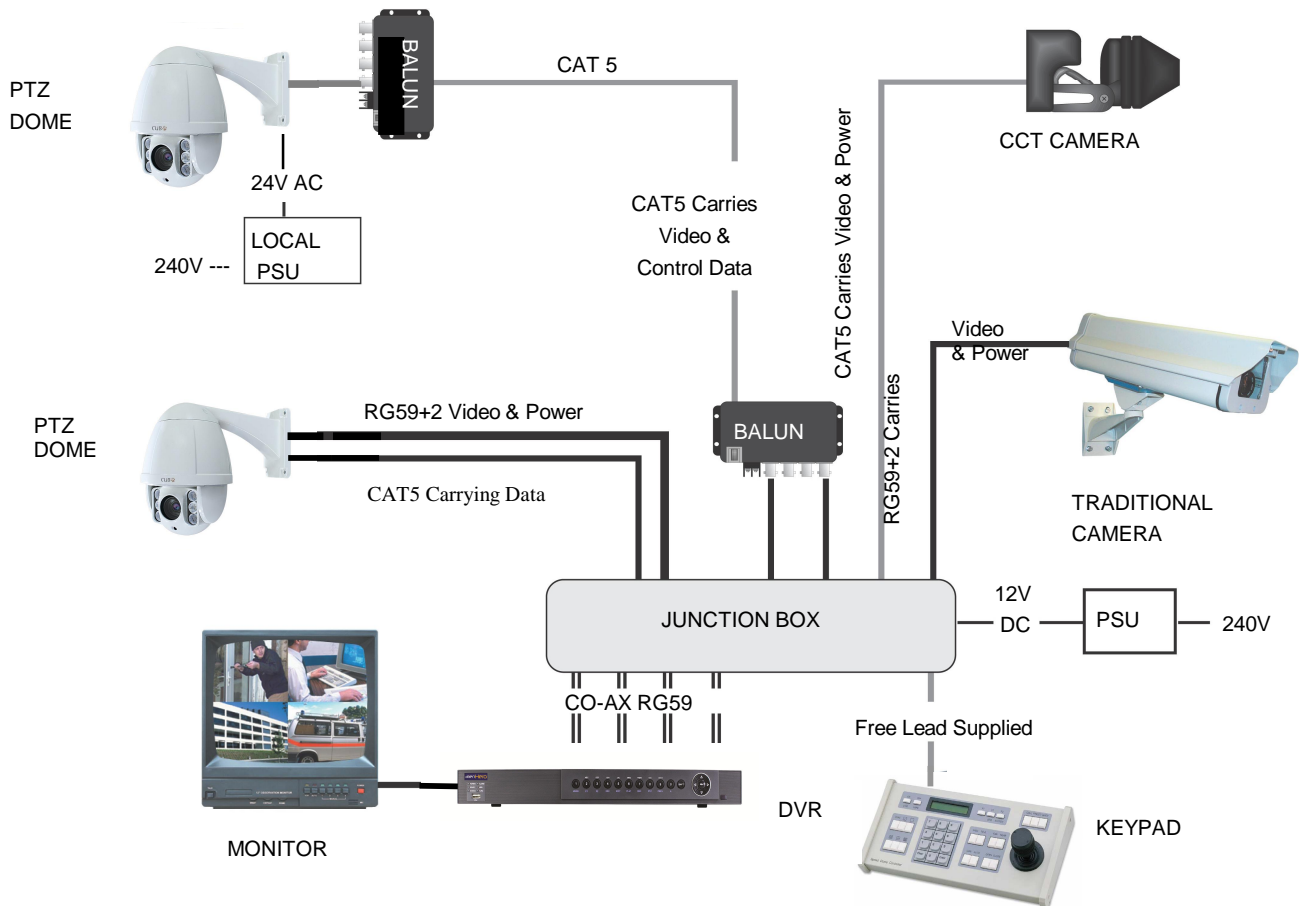 BALUN
CAT 5
PTZ
DOME
CCT CAMERA
24V AC
LOCAL
PSU
240V ---
CAT5 Carries
Video &
Control Data
CAT5 Carries Video & Power
RG59+2 Carries
Video
& Power
PTZ
DOME
RG59+2 Video & Power
CAT5 Carrying Data
BALUN
TRADITIONAL
CAMERA
JUNCTION BOX
12V
DC
PSU
240V
CO-AX RG59
Free Lead Supplied
DVR
KEYPAD
MONITOR